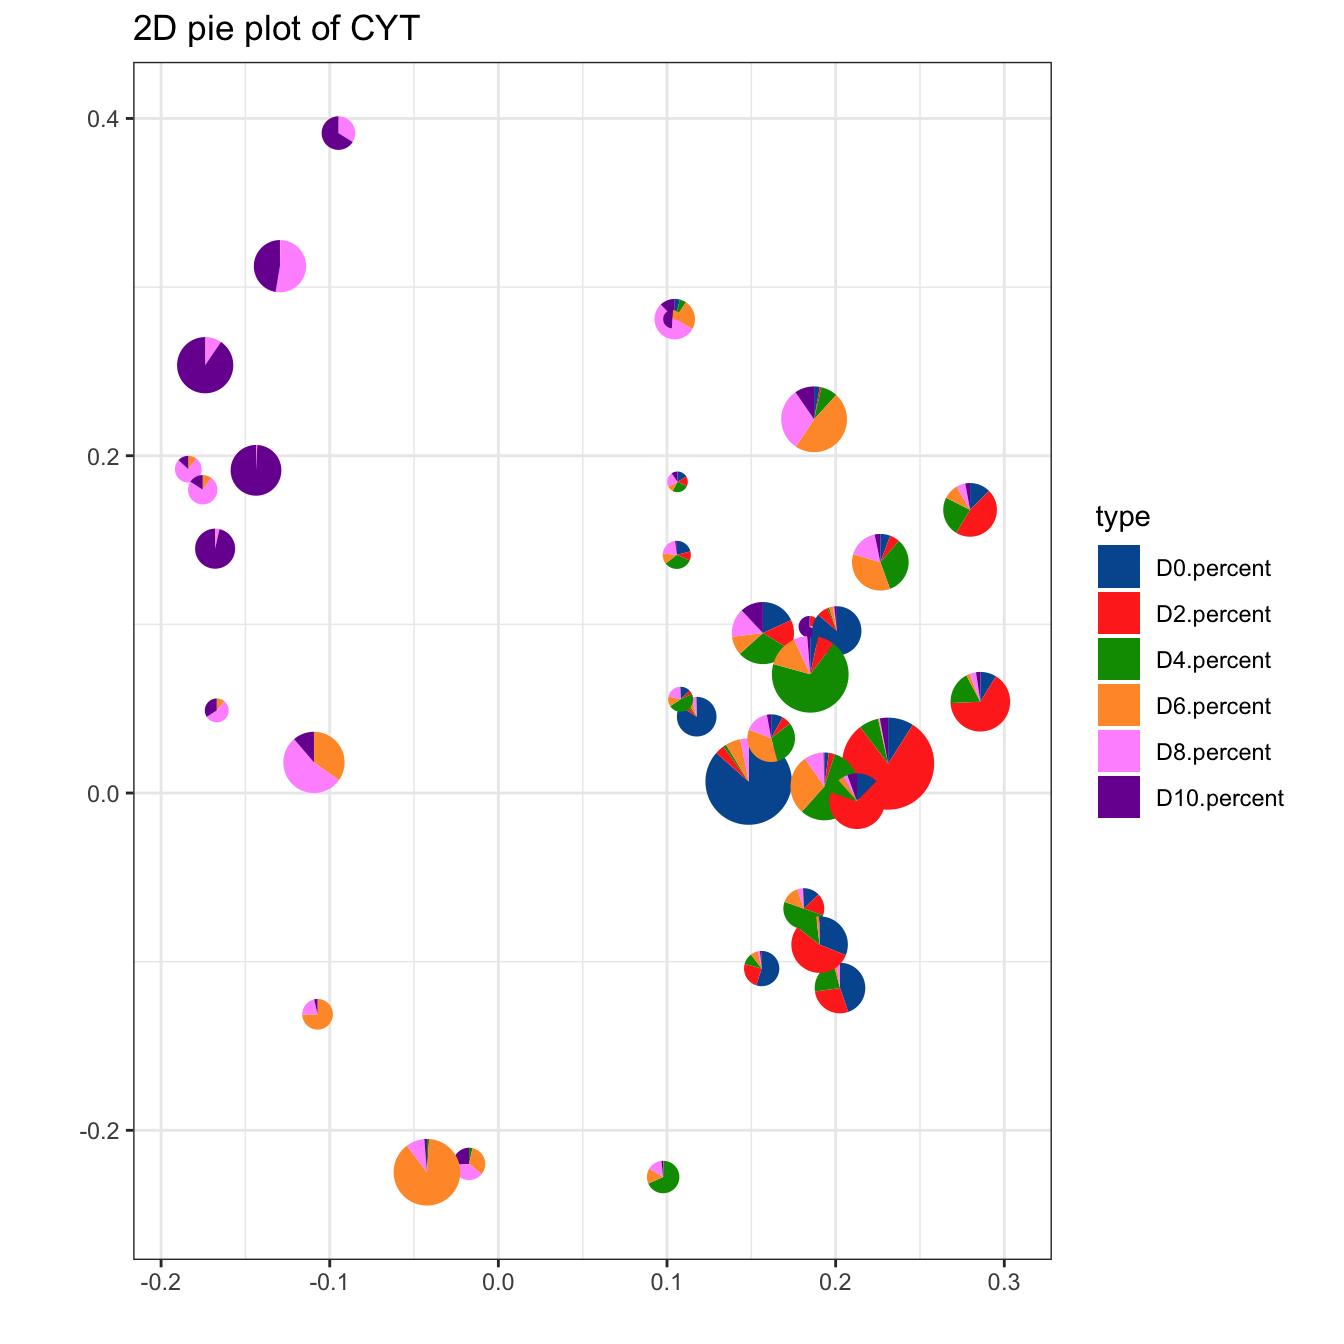 2D pie plot of CYT
0.4
0.2
0.0
-0.2
-0.2
-0.1
0.0
0.1
0.2
0.3
type
D0.percent
D2.percent
D4.percent
D6.percent
D8.percent
D10.percent